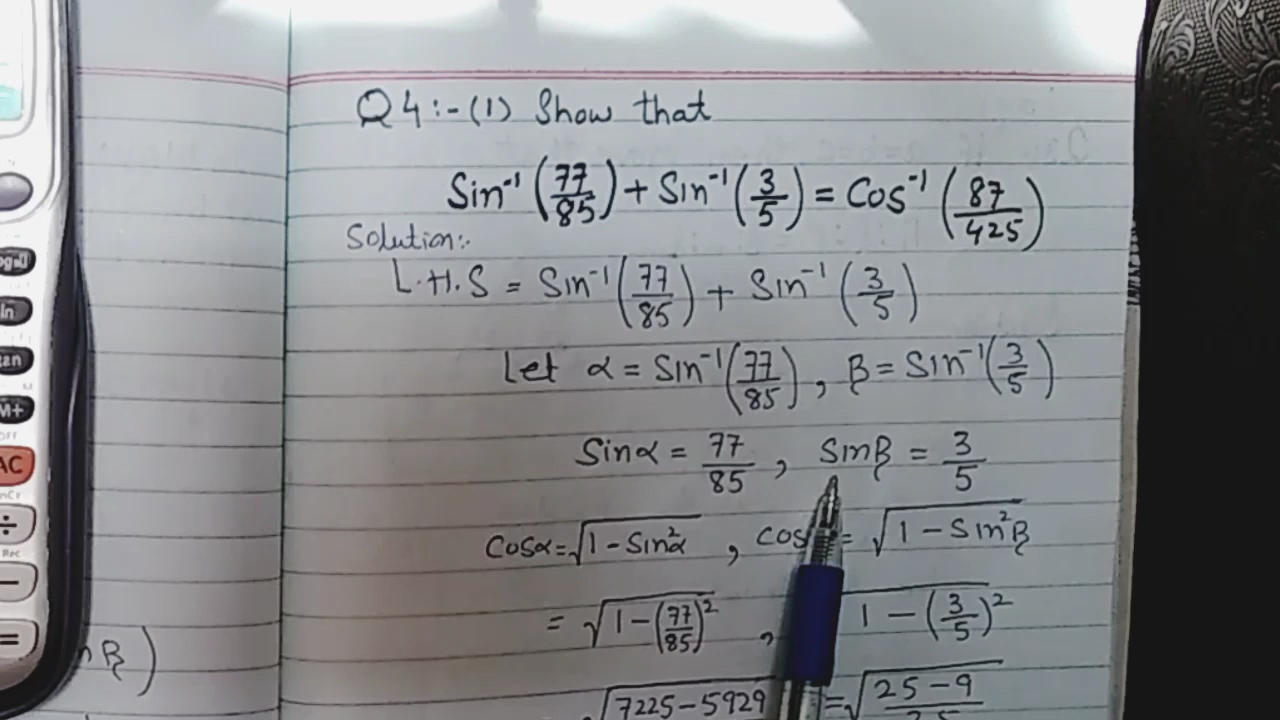 Q4:-(1) Show that
Sin⁻¹(77/85) + Sin⁻¹(3/5) = Cos⁻¹(87/425)
Solution:-
L.H.S = Sin⁻¹(77/85) + Sin⁻¹(3/5)
Let α = Sin⁻¹(77/85), β = Sin⁻¹(3/5)
Sinα = 77/85, Sinβ = 3/5
Cosα = √(1 - Sin²α), Cos = √(1 - Sin²β)
= √(1 - (77/85)²), 1 - (3/5)²
√(7225 - 5929 = √(25 - 9
ln
M+
AC
÷
-
=
β)